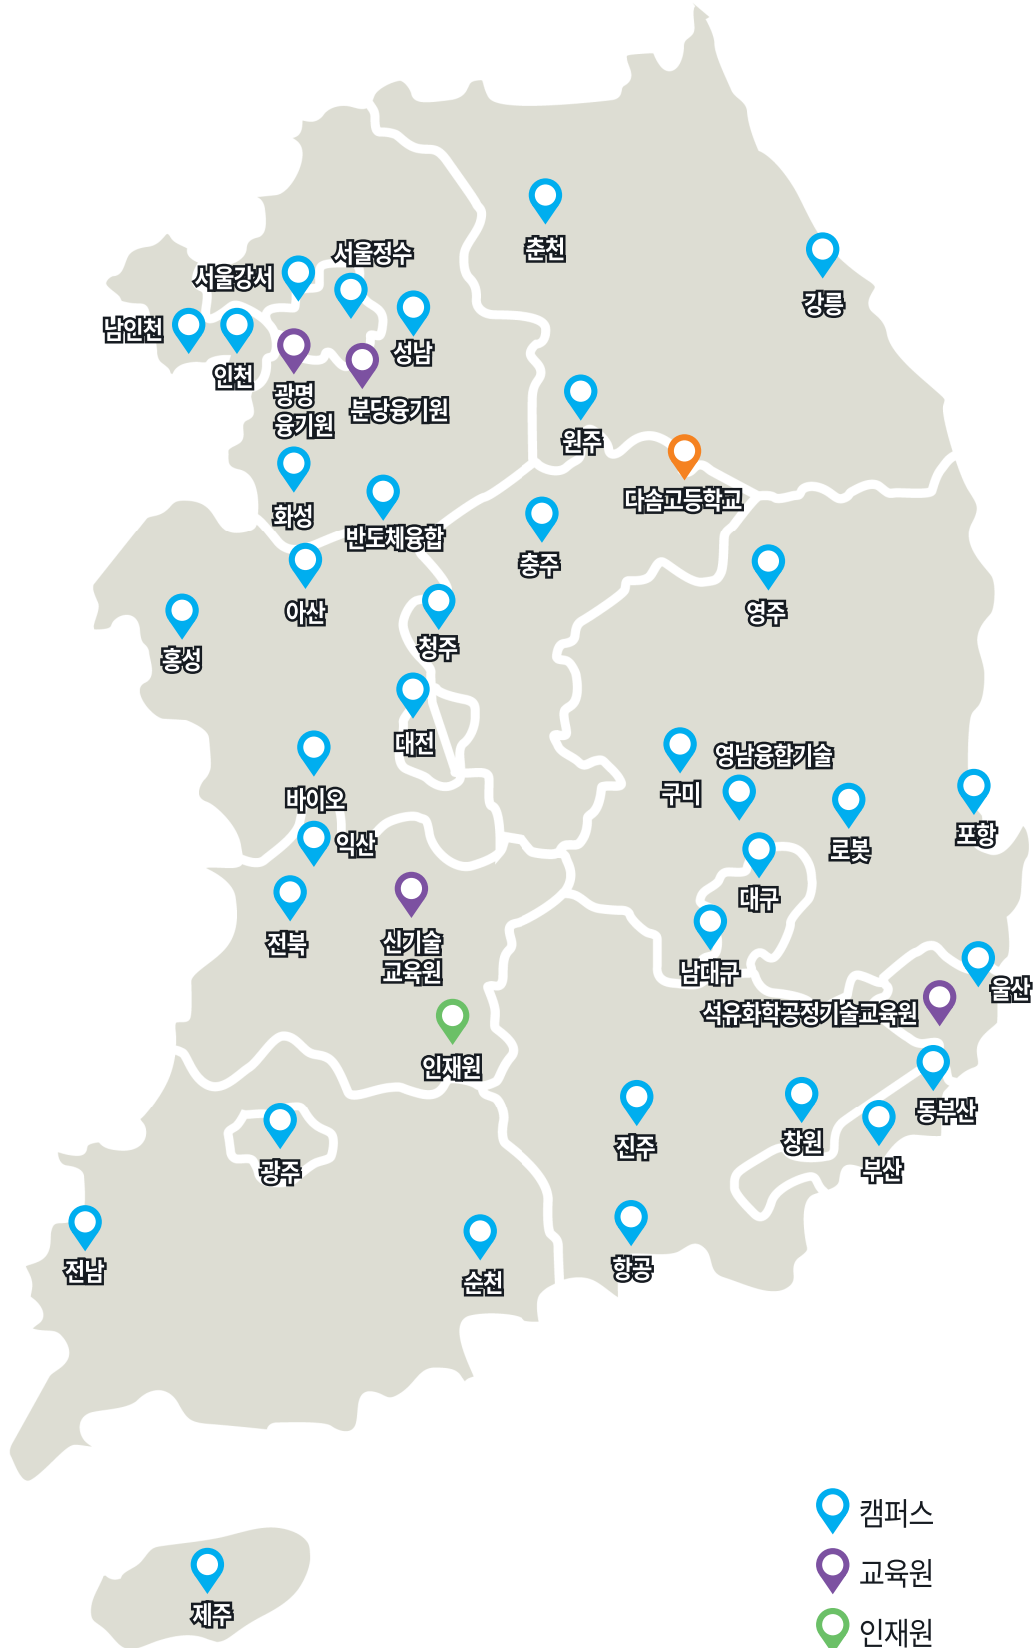 춘천
강릉
서울정수
서울강서
남인천
인천
성남
광명
융기원
분당융기원
원주
다솜고등학교
화성
반도체융합
충주
아산
영주
청주
홍성
대전
영남융합기술
구미
바이오
로봇
포항
익산
대구
전북
신기술
교육원
남대구
울산
석유화학공정기술교육원
인재원
동부산
진주
창원
부산
광주
전남
순천
항공
제주
캠퍼스
교육원
인재원